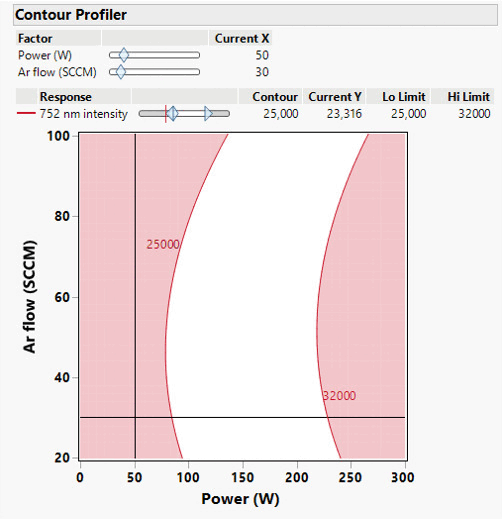 Contour Profiler
Factor Current X
Power (W) 50
Ar flow (SCCM) 30
Response Contour Current Y Lo Limit Hi Limit
752 nm intensity 25,000 23,316 25,000 32000
100
80
60
40
20
Ar flow (SCCM)
25000
32000
0 50 100 150 200 250 300
Power (W)